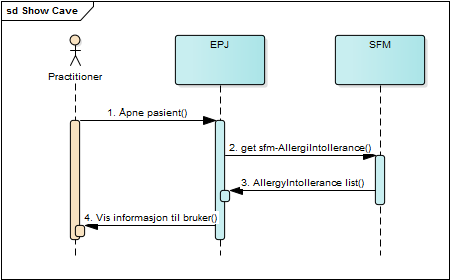 sd Show Cave
EPJ
SFM
Practitioner
1. Åpne pasient()
2. get sfm-AllergiIntollerance()
3. AllergyIntollerance list()
4. Vis informasjon til bruker()